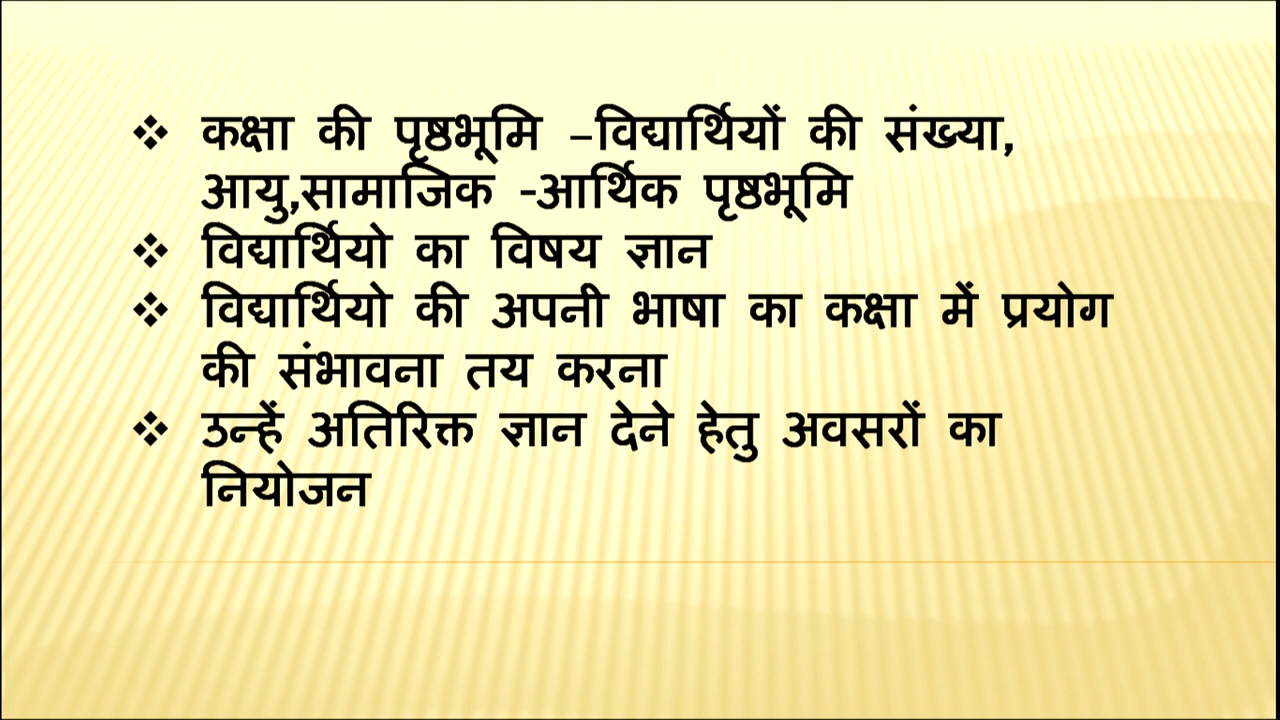 ❖ कक्षा की पृष्ठभूमि –विद्यार्थियों की संख्या,
आयु,सामाजिक -आर्थिक पृष्ठभूमि
❖ विद्यार्थियो का विषय ज्ञान
❖ विद्यार्थियो की अपनी भाषा का कक्षा में प्रयोग
की संभावना तय करना
❖ उन्हें अतिरिक्त ज्ञान देने हेतु अवसरों का
नियोजन